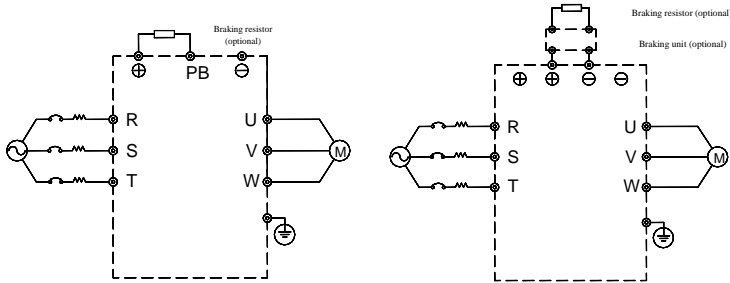 Braking resistor
(optional)
⊕ PB ⊖
R
S
T
U
V
W
M
Braking resistor (optional)
Braking unit (optional)
⊕ ⊕ ⊖ ⊖
R
S
T
U
V
W
M